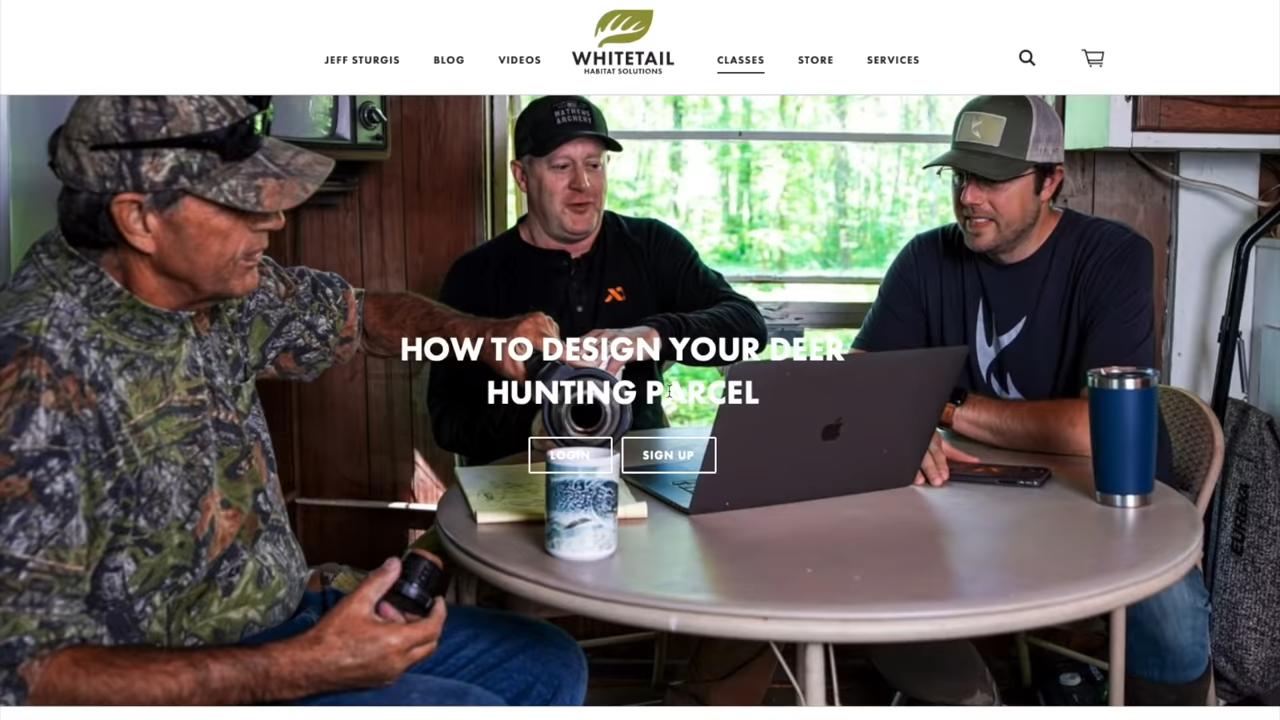 JEFF STURGIS BLOG VIDEOS WHITETAIL HABITAT SOLUTIONS CLASSES STORE SERVICES
MATHEWS
ARCHERY
HOW TO DESIGN YOUR DEER
HUNTING PARCEL
LOGIN SIGN UP
EUREKA